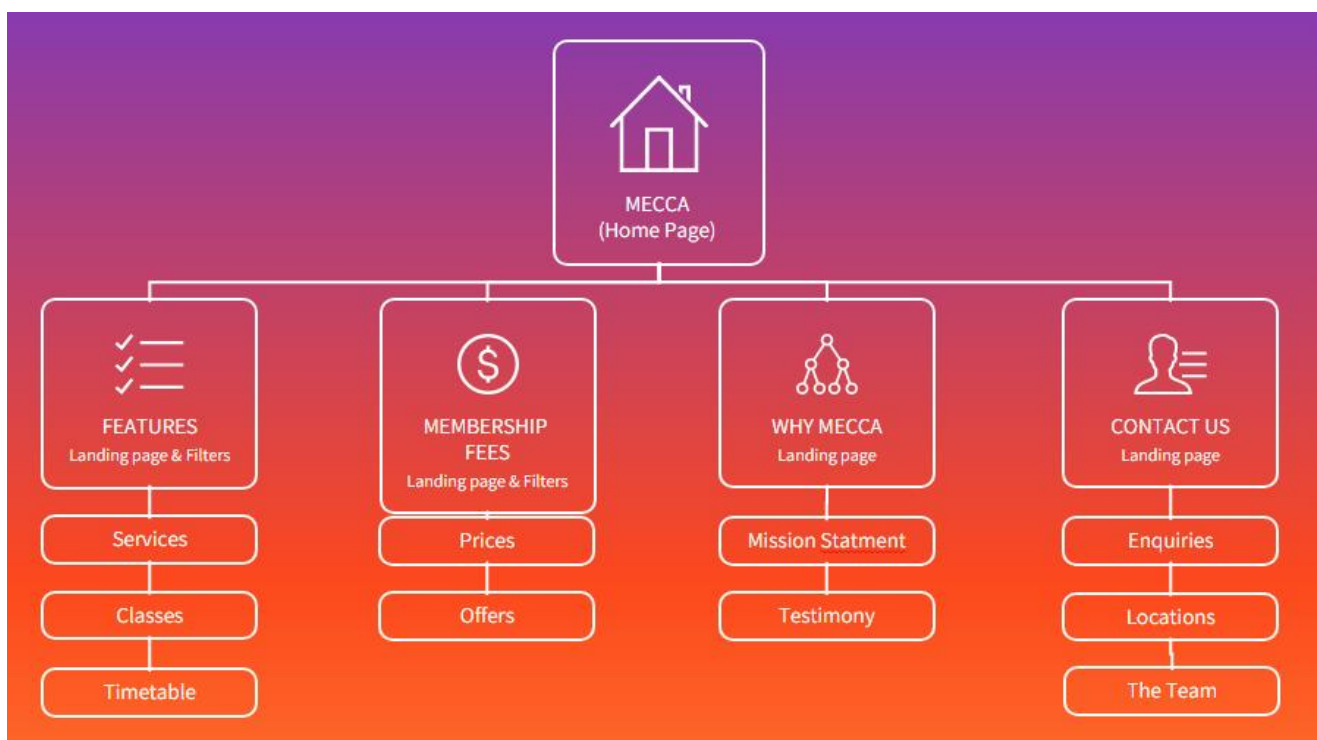 MECCA
(Home Page)
FEATURES
Landing page & Filters
Services
Classes
Timetable
$
MEMBERSHIP
FEES
Landing page & Filters
Prices
Offers
WHY MECCA
Landing page
Mission Statment
Testimony
CONTACT US
Landing page
Enquiries
Locations
The Team